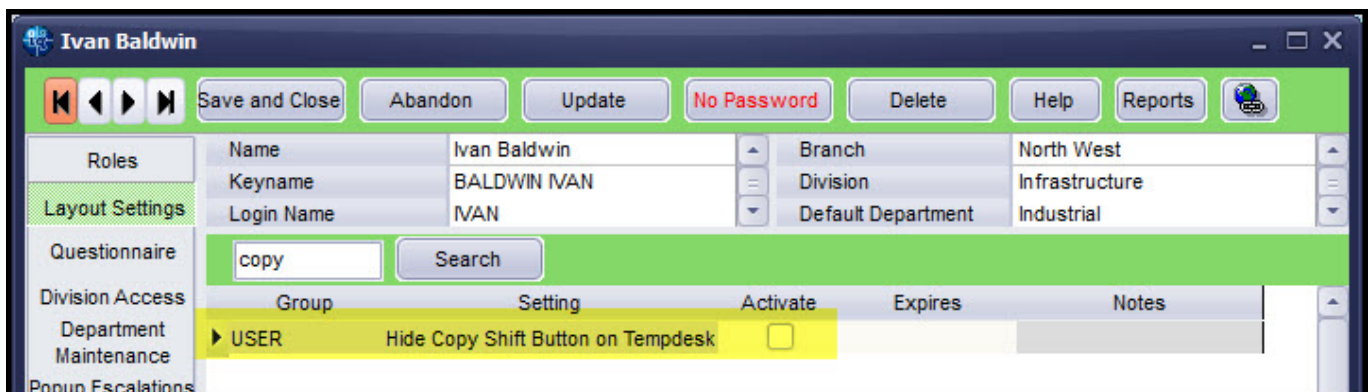 Ivan Baldwin
Save and Close Abandon Update No Password Delete Help Reports
Roles
Layout Settings
Questionnaire
Division Access
Department
Maintenance
Popup Escalations
Name Ivan Baldwin Branch North West
Keyname BALDWIN IVAN Division Infrastructure
Login Name IVAN Default Department Industrial
copy Search
Group Setting Activate Expires Notes
USER Hide Copy Shift Button on Tempdesk